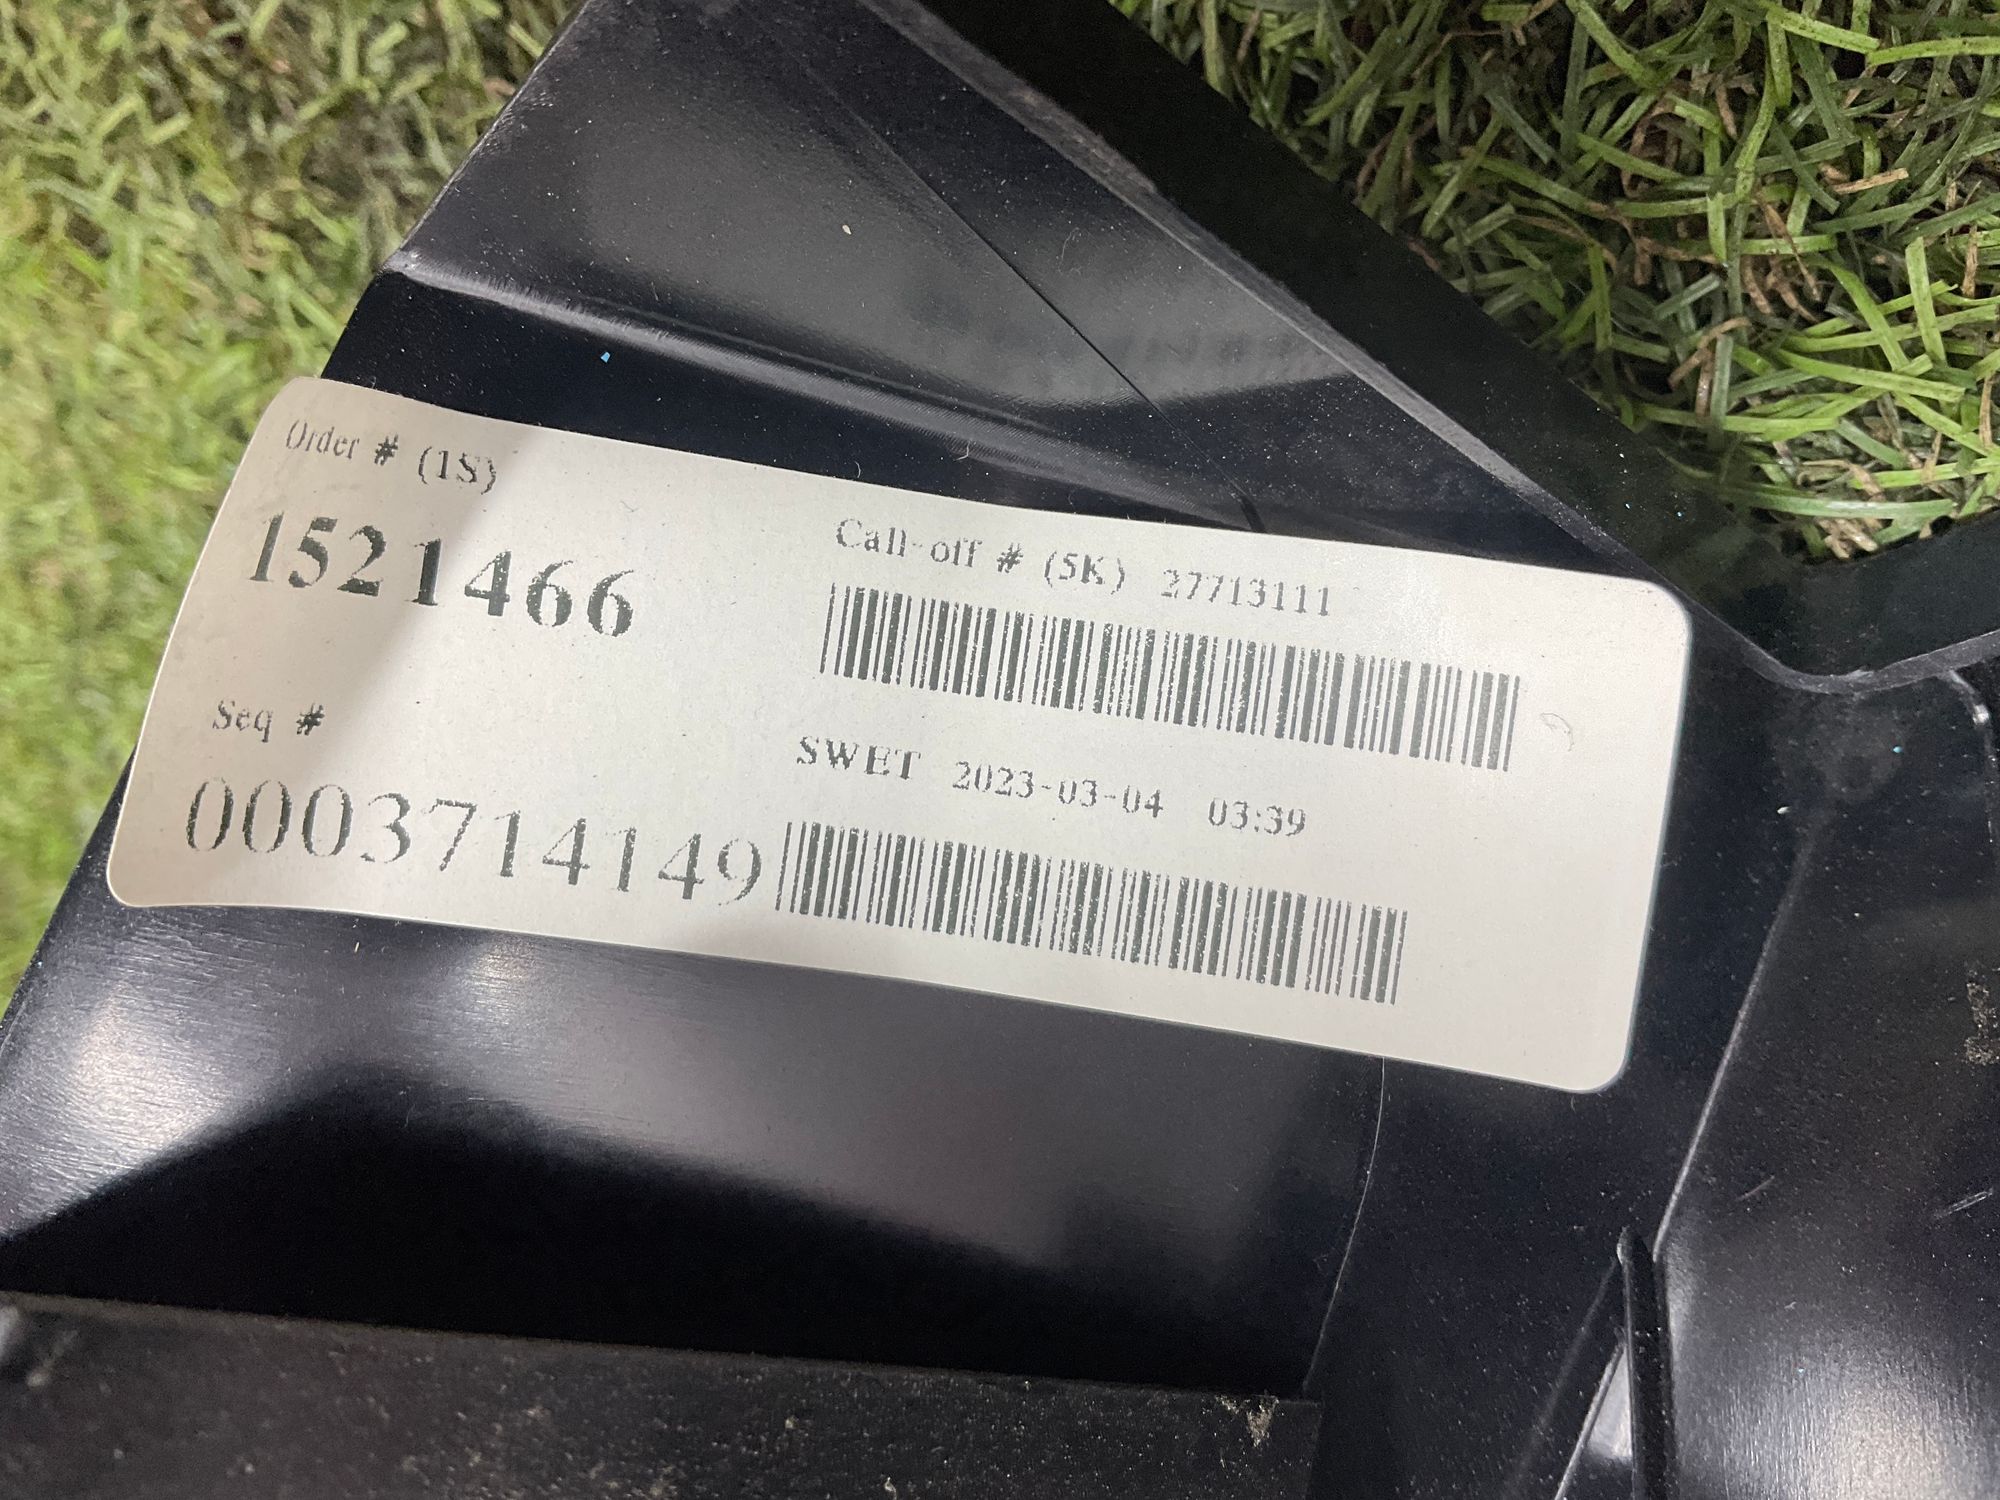 Order # (1S)
1521466
Call-off # (5K) 27713111
Seq #
0003714149
SWET 2023-03-04 03:39